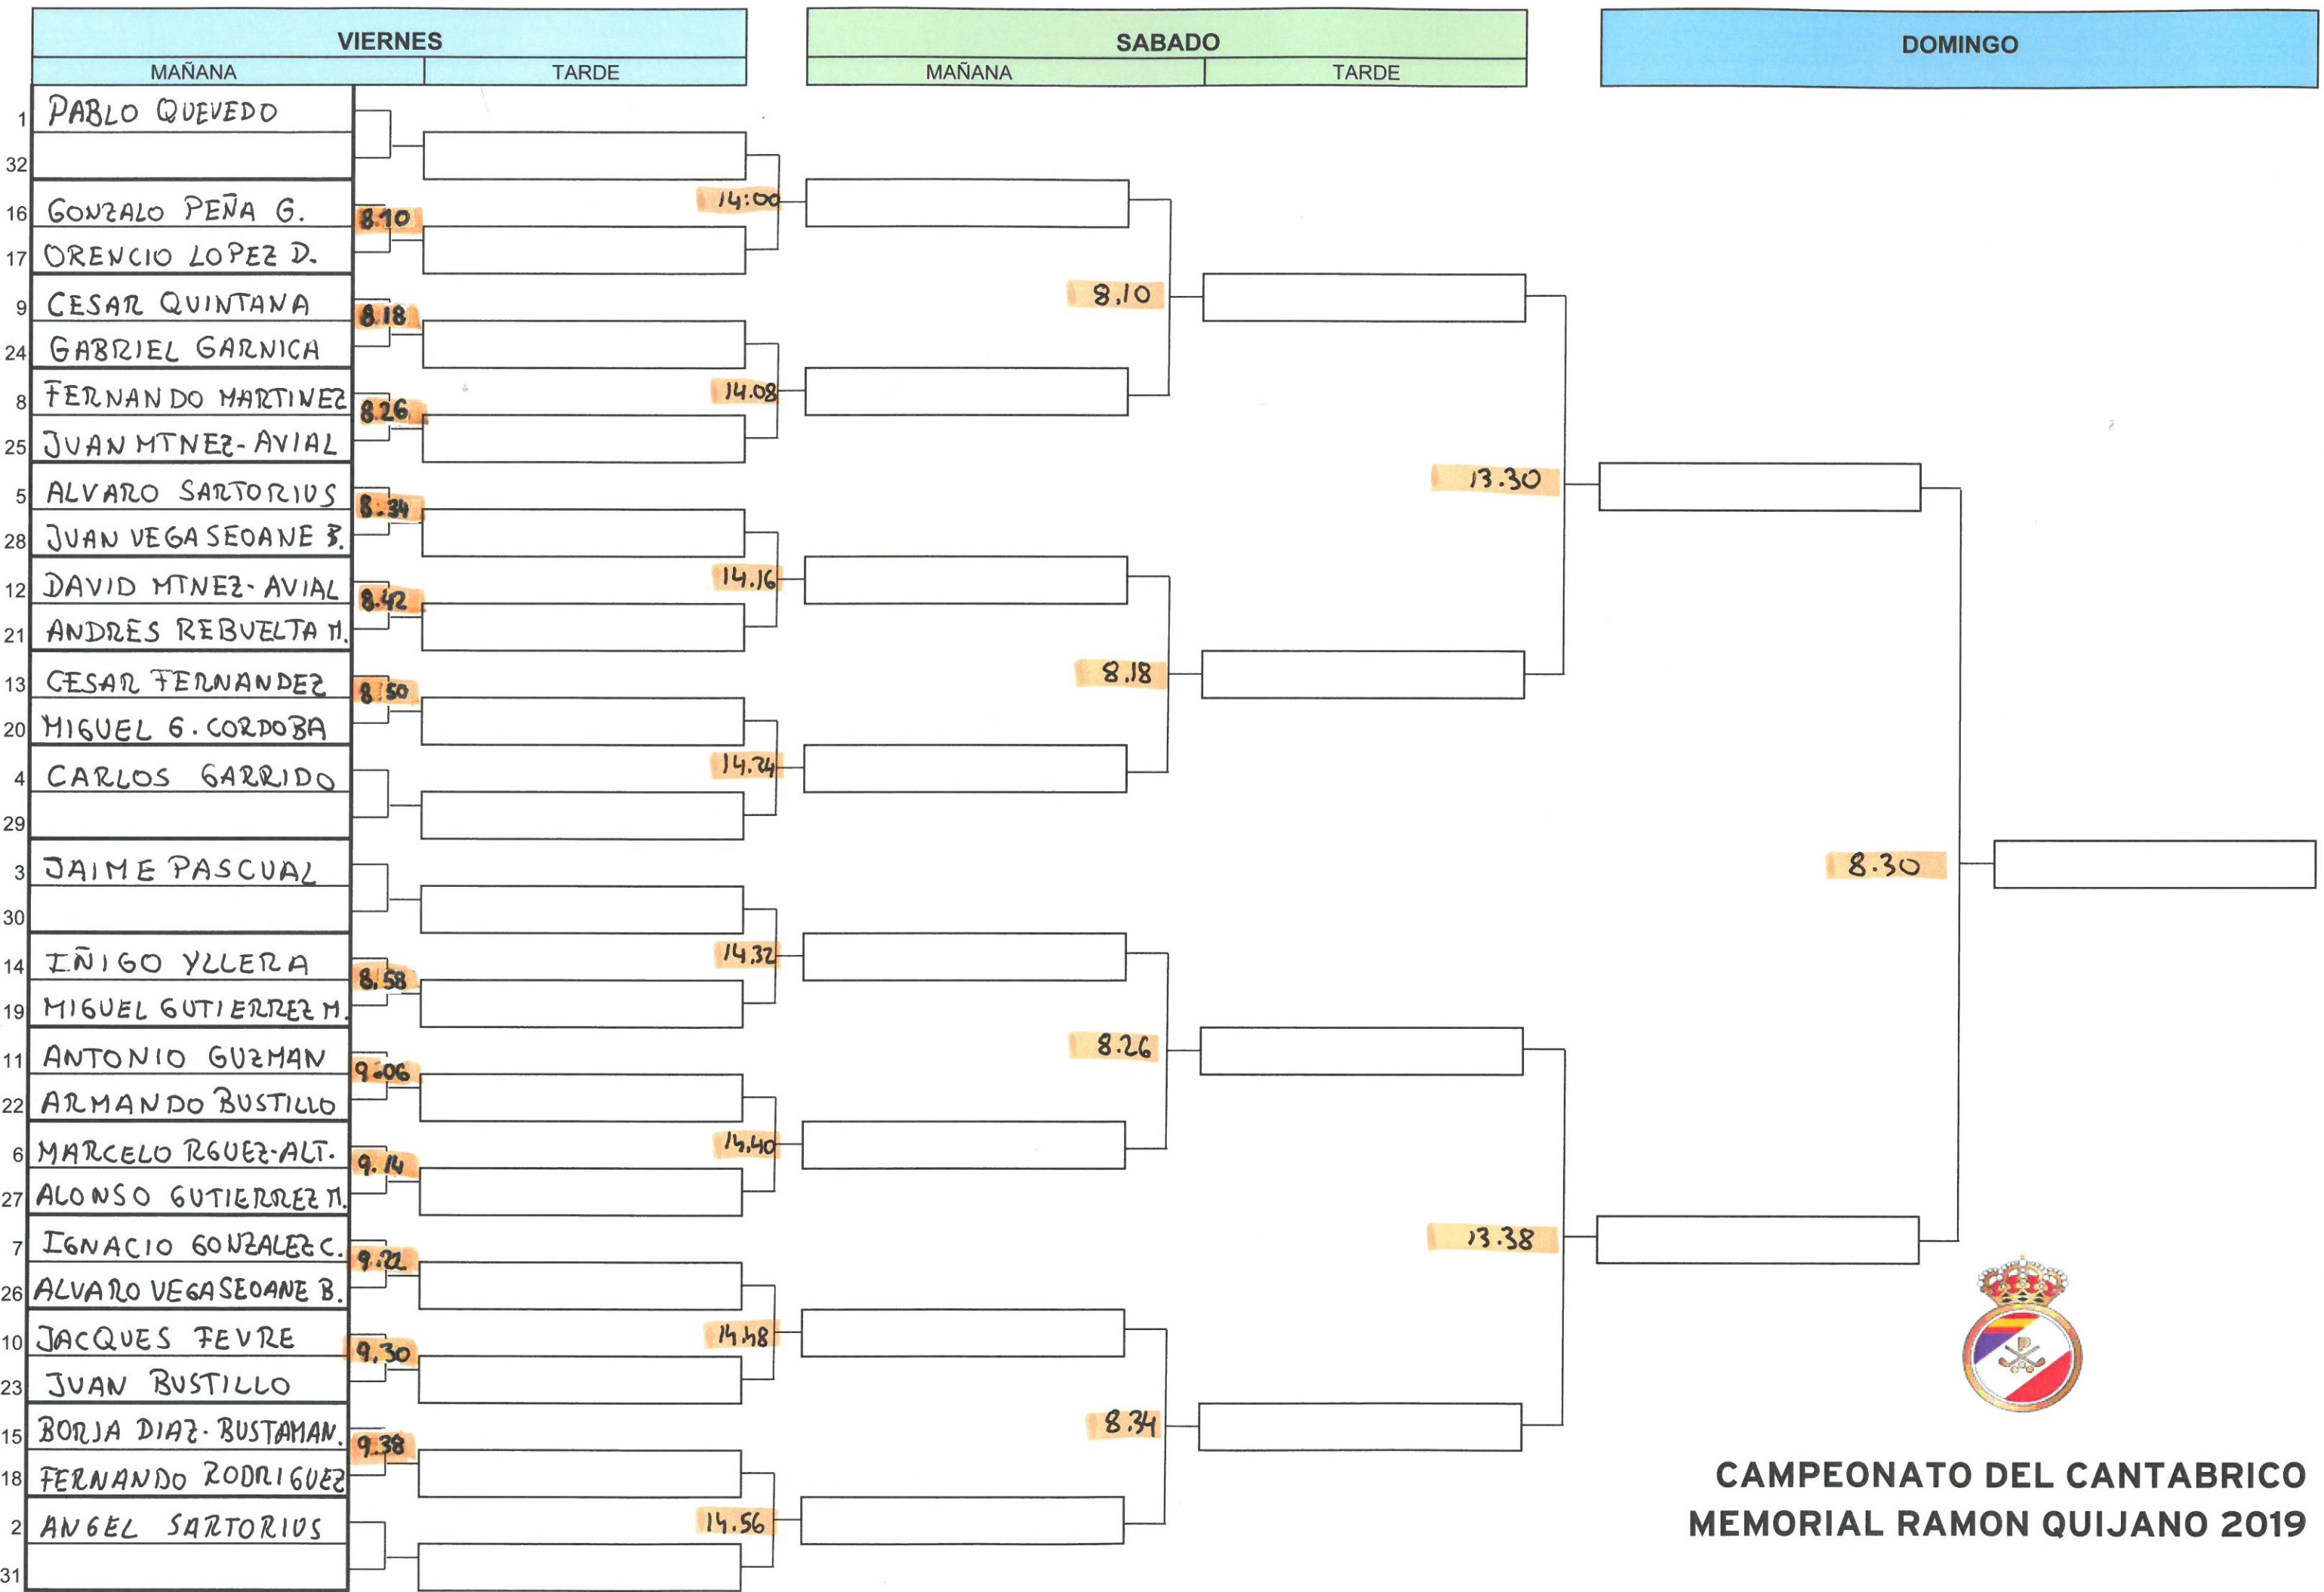 VIERNES
MAÑANA TARDE
SABADO
MAÑANA TARDE
DOMINGO
1 PABLO QUEVEDO
32
14:00
16 GONZALO PEÑA G.
8.10
17 ORENCIO LOPEZ D.
8.10
9 CESAR QUINTANA
8.18
24 GABRIEL GARNICA
14.08
8 FERNANDO MARTINEZ
8.26
25 JUAN MTNEZ-AVIAL
13.30
5 ALVARO SARTORIUS
8.34
28 JUAN VEGASEOANE B.
14.16
12 DAVID MTNEZ-AVIAL
8.42
21 ANDRES REBUELTA M.
8.18
13 CESAR FERNANDEZ
8.50
20 MIGUEL G. CORDOBA
14.24
4 CARLOS GARRIDO
29
8.30
3 JAIME PASCUAL
30
14.32
14 IÑIGO YLLERA
8.58
19 MIGUEL GUTIERREZ M.
8.26
11 ANTONIO GUZMAN
9.06
22 ARMANDO BUSTILLO
14.40
6 MARCELO RGUEZ-ALT.
9.14
27 ALONSO GUTIERREZ M.
13.38
7 IGNACIO GONZALEZ C.
9.22
26 ALVARO VEGASEOANE B.
14.48
10 JACQUES FEVRE
9.30
23 JUAN BUSTILLO
8.34
15 BORJA DIAZ-BUSTAMAN.
9.38
18 FERNANDO RODRIGUEZ
14.56
2 ANGEL SARTORIUS
31
CAMPEONATO DEL CANTABRICO
MEMORIAL RAMON QUIJANO 2019